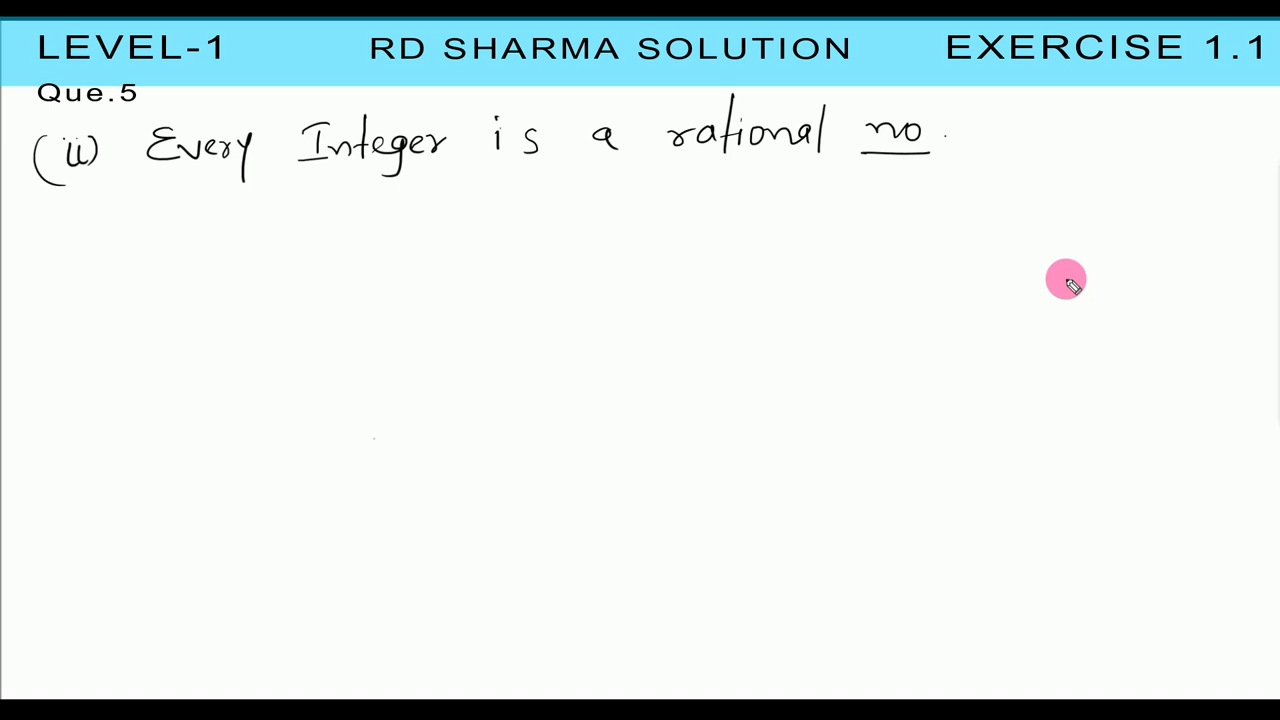 LEVEL-1 RD SHARMA SOLUTION EXERCISE 1.1
Que.5
(ii) Every Integer is a rational no.